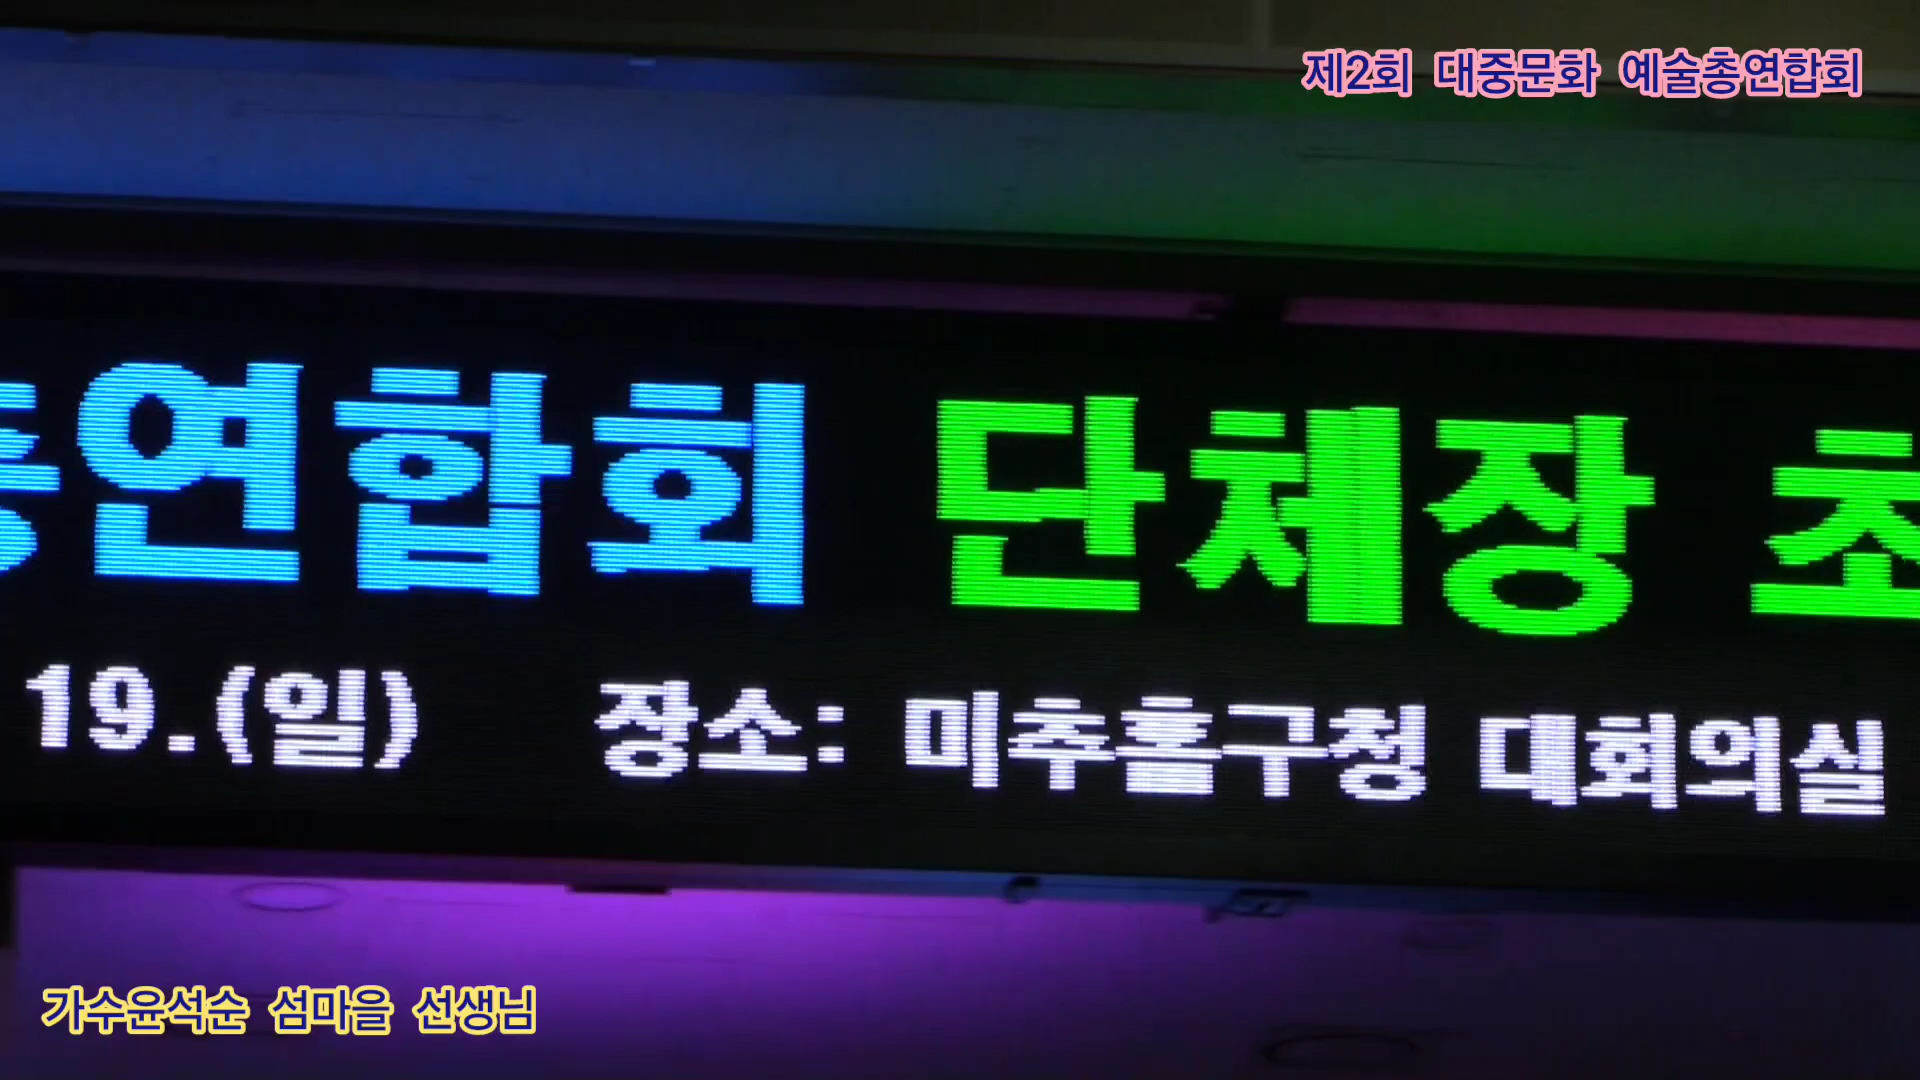 제2회 대중문화 예술총연합회
총연합회 단체장 초
19.(일) 장소: 미추홀구청 대회의실
가수윤석순 섬마을 선생님